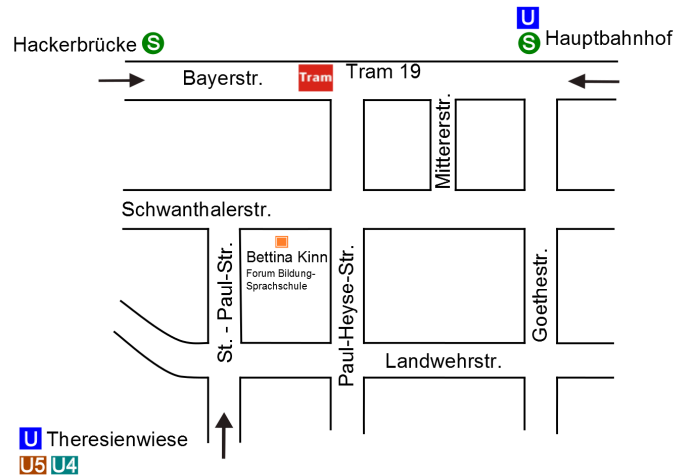 U
Hackerbrücke S
S Hauptbahnhof
Bayerstr.
Tram
Tram 19
Mittererstr.
Schwanthalerstr.
St. - Paul-Str.
Bettina Kinn
Forum Bildung-
Sprachschule
Paul-Heyse-Str.
Goethestr.
Landwehrstr.
U Theresienwiese
U5 U4